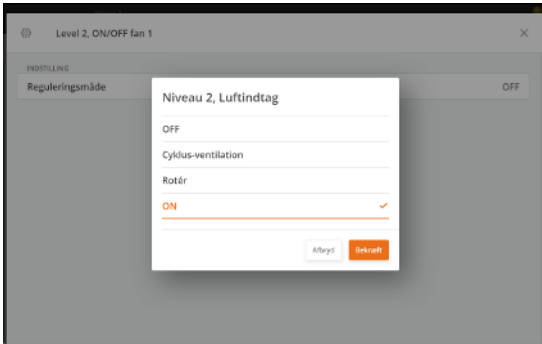 Level 2, ON/OFF fan 1
INDSTILLING
Reguleringsmåde OFF
Niveau 2, Luftindtag
OFF
Cyklus-ventilation
Rotér
ON
Afbryd Bekræft